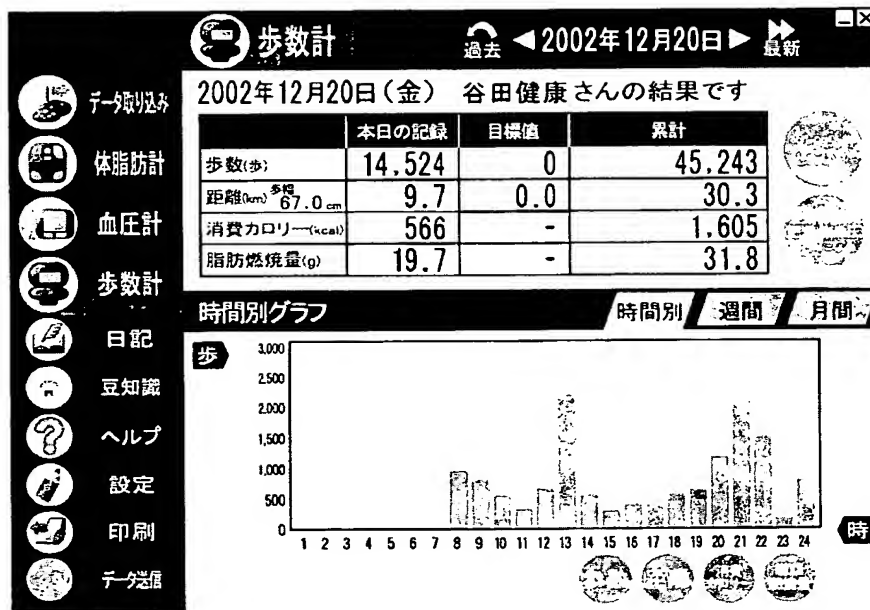 歩数計
過去 ◀2002年12月20日▶ 最新
データ取り込み
体脂肪計
血圧計
歩数計
日記
豆知識
ヘルプ
設定
印刷
データ送信
2002年12月20日(金) 谷田健康さんの結果です
本日の記録 目標値 累計
歩数(歩) 14,524 0 45,243
距離(km) 歩幅 67.0cm 9.7 0.0 30.3
消費カロリー(kcal) 566 - 1,605
脂肪燃焼量(g) 19.7 - 31.8
時間別グラフ 時間別 週間 月間
歩
3,000
2,500
2,000
1,500
1,000
500
0
1 2 3 4 5 6 7 8 9 10 11 12 13 14 15 16 17 18 19 20 21 22 23 24
時